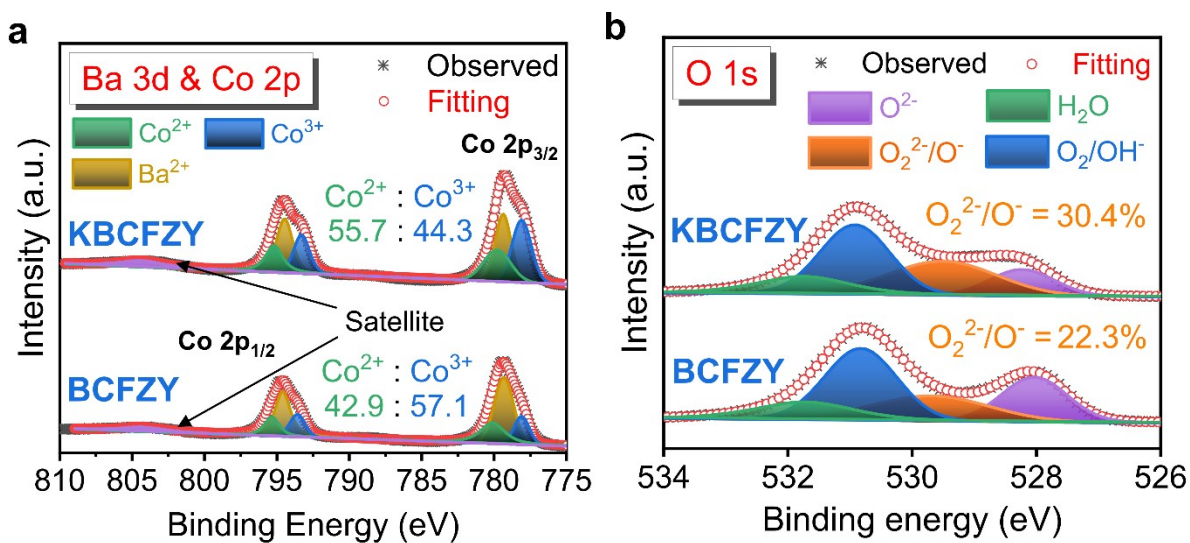 a
Ba 3d & Co 2p
Observed
Fitting
Co²⁺
Co³⁺
Ba²⁺
Co 2p₃/₂
Co²⁺ : Co³⁺
55.7 : 44.3
KBCFZY
Satellite
Co 2p₁/₂
Co²⁺ : Co³⁺
42.9 : 57.1
BCFZY
Intensity (a.u.)
810 805 800 795 790 785 780 775
Binding Energy (eV)
b
O 1s
Observed
Fitting
O²⁻
H₂O
O₂²⁻/O⁻
O₂/OH⁻
KBCFZY
O₂²⁻/O⁻ = 30.4%
BCFZY
O₂²⁻/O⁻ = 22.3%
Intensity (a.u.)
534 532 530 528 526
Binding energy (eV)